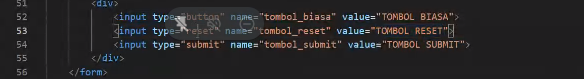 51 <div>
52 <input type="button" name="tombol_biasa" value="TOMBOL BIASA">
53 <input type="reset" name="tombol_reset" value="TOMBOL RESET">
54 <input type="submit" name="tombol_submit" value="TOMBOL SUBMIT">
55 </div>
56 </form>